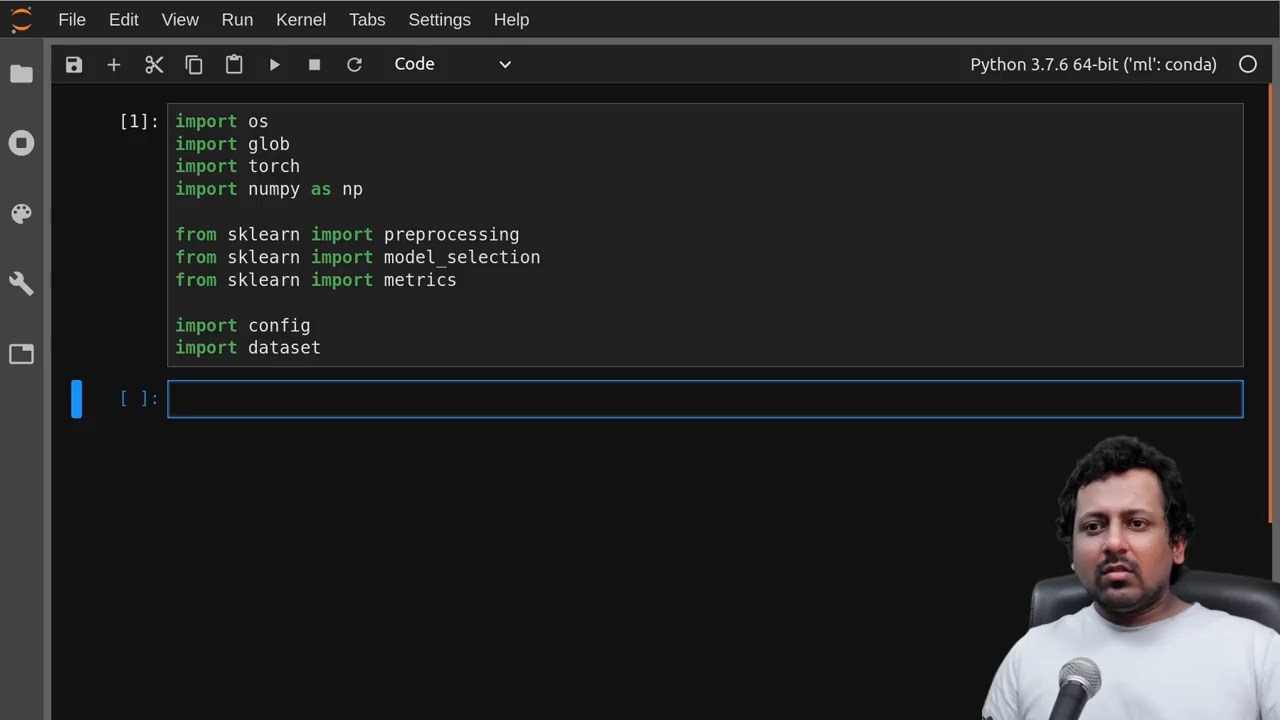 File Edit View Run Kernel Tabs Settings Help
Code Python 3.7.6 64-bit ('ml': conda)
[1]: import os
import glob
import torch
import numpy as np
from sklearn import preprocessing
from sklearn import model_selection
from sklearn import metrics
import config
import dataset
[ ]: